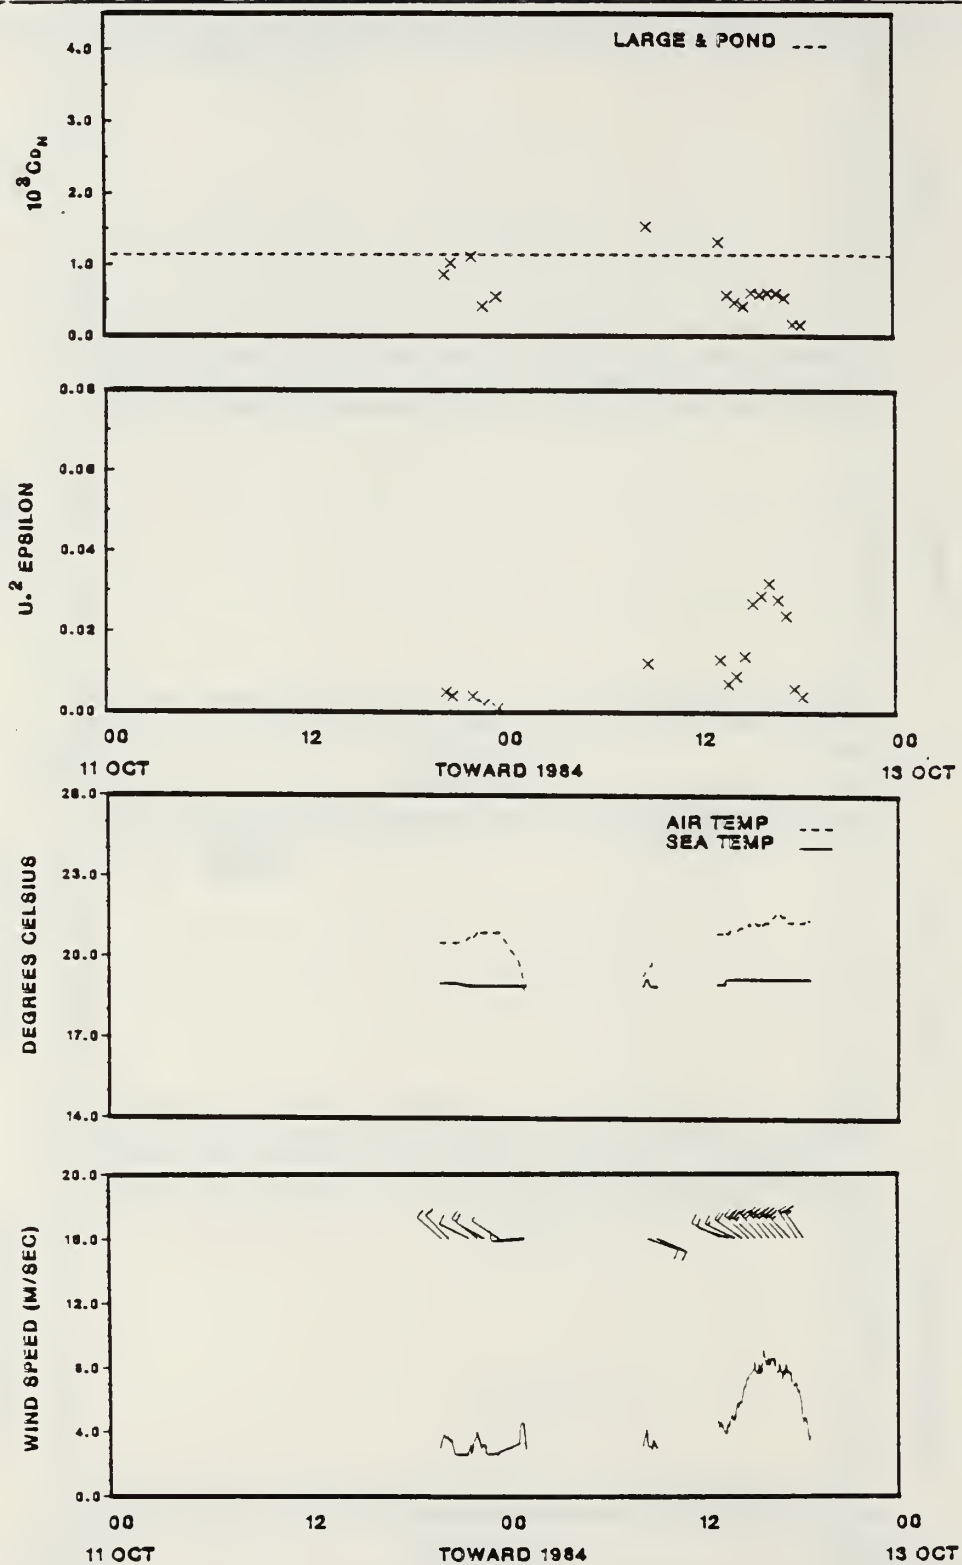 LARGE & POND
4.0
3.0
2.0
1.0
0.0
10³C_DN
0.08
0.06
0.04
0.02
0.00
U.² EPSILON
00 12 00 12 00
11 OCT TOWARD 1984 13 OCT
26.0
23.0
20.0
17.0
14.0
DEGREES CELSIUS
AIR TEMP
SEA TEMP
20.0
16.0
12.0
8.0
4.0
0.0
WIND SPEED (M/SEC)
00 12 00 12 00
11 OCT TOWARD 1984 13 OCT